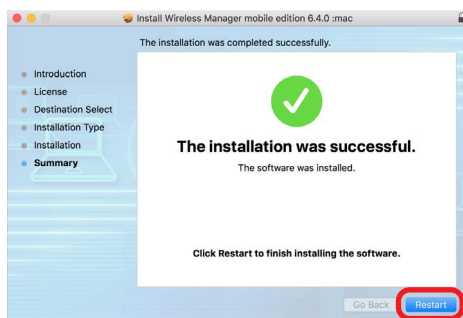 Install Wireless Manager mobile edition 6.4.0 :mac
The installation was completed successfully.
Introduction
License
Destination Select
Installation Type
Installation
Summary
The installation was successful.
The software was installed.
Click Restart to finish installing the software.
Go Back
Restart